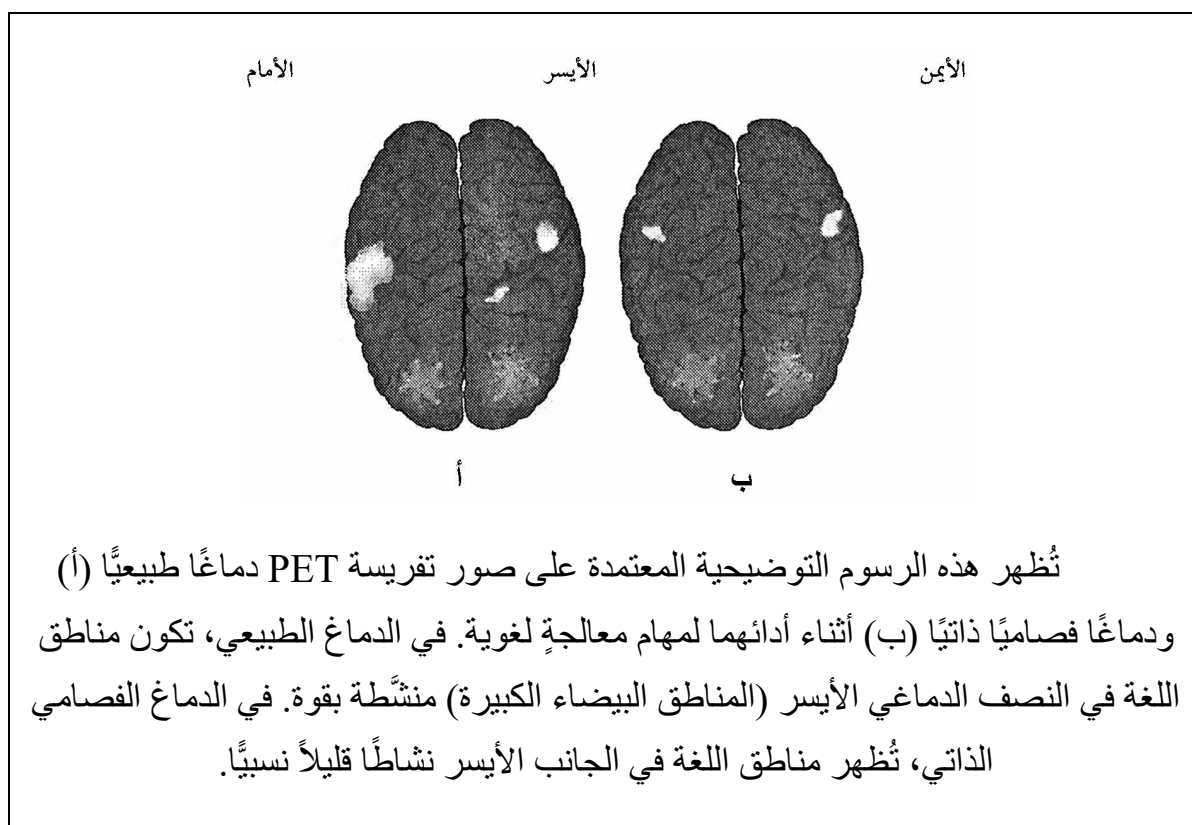 الأمام الأيسر الأيمن
أ ب
تُظهر هذه الرسوم التوضيحية المعتمدة على صور تفريسة PET دماغًا طبيعيًّا (أ)
ودماغًا فصاميًا ذاتيًا (ب) أثناء أدائهما لمهام معالجةٍ لغوية. في الدماغ الطبيعي، تكون مناطق
اللغة في النصف الدماغي الأيسر (المناطق البيضاء الكبيرة) منشَّطة بقوة. في الدماغ الفصامي
الذاتي، تُظهر مناطق اللغة في الجانب الأيسر نشاطًا قليلاً نسبيًّا.